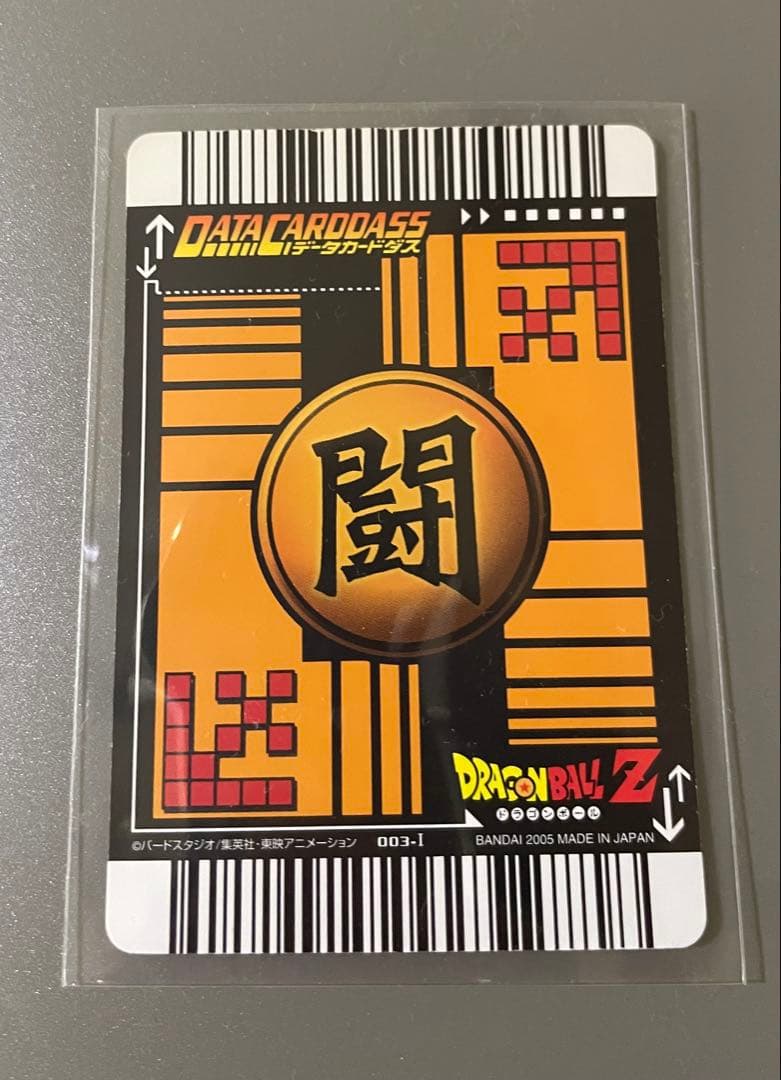 DATA CARDDASS
データカードダス
闘
DRAGON BALL Z
ドラゴンボール
©バードスタジオ/集英社・東映アニメーション 003-I BANDAI 2005 MADE IN JAPAN